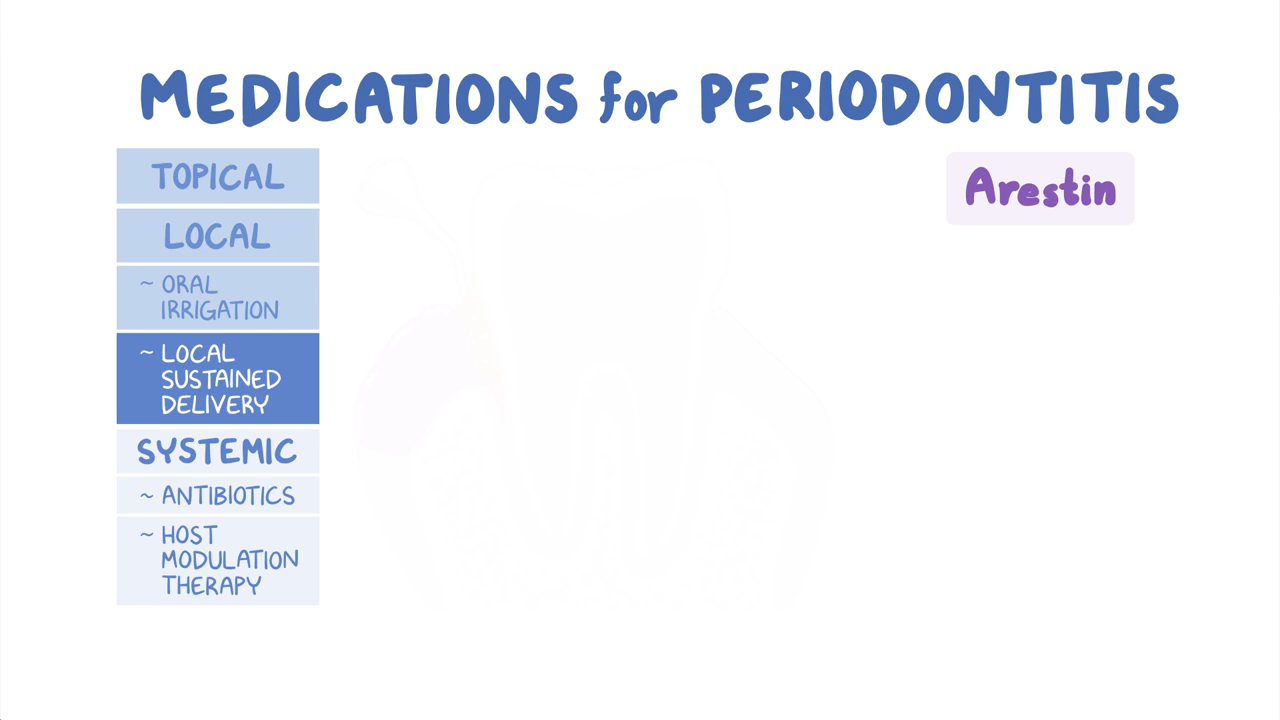 MEDICATIONS for PERIODONTITIS
TOPICAL
LOCAL
~ ORAL
IRRIGATION
~ LOCAL
SUSTAINED
DELIVERY
SYSTEMIC
~ ANTIBIOTICS
~ HOST
MODULATION
THERAPY
Arestin